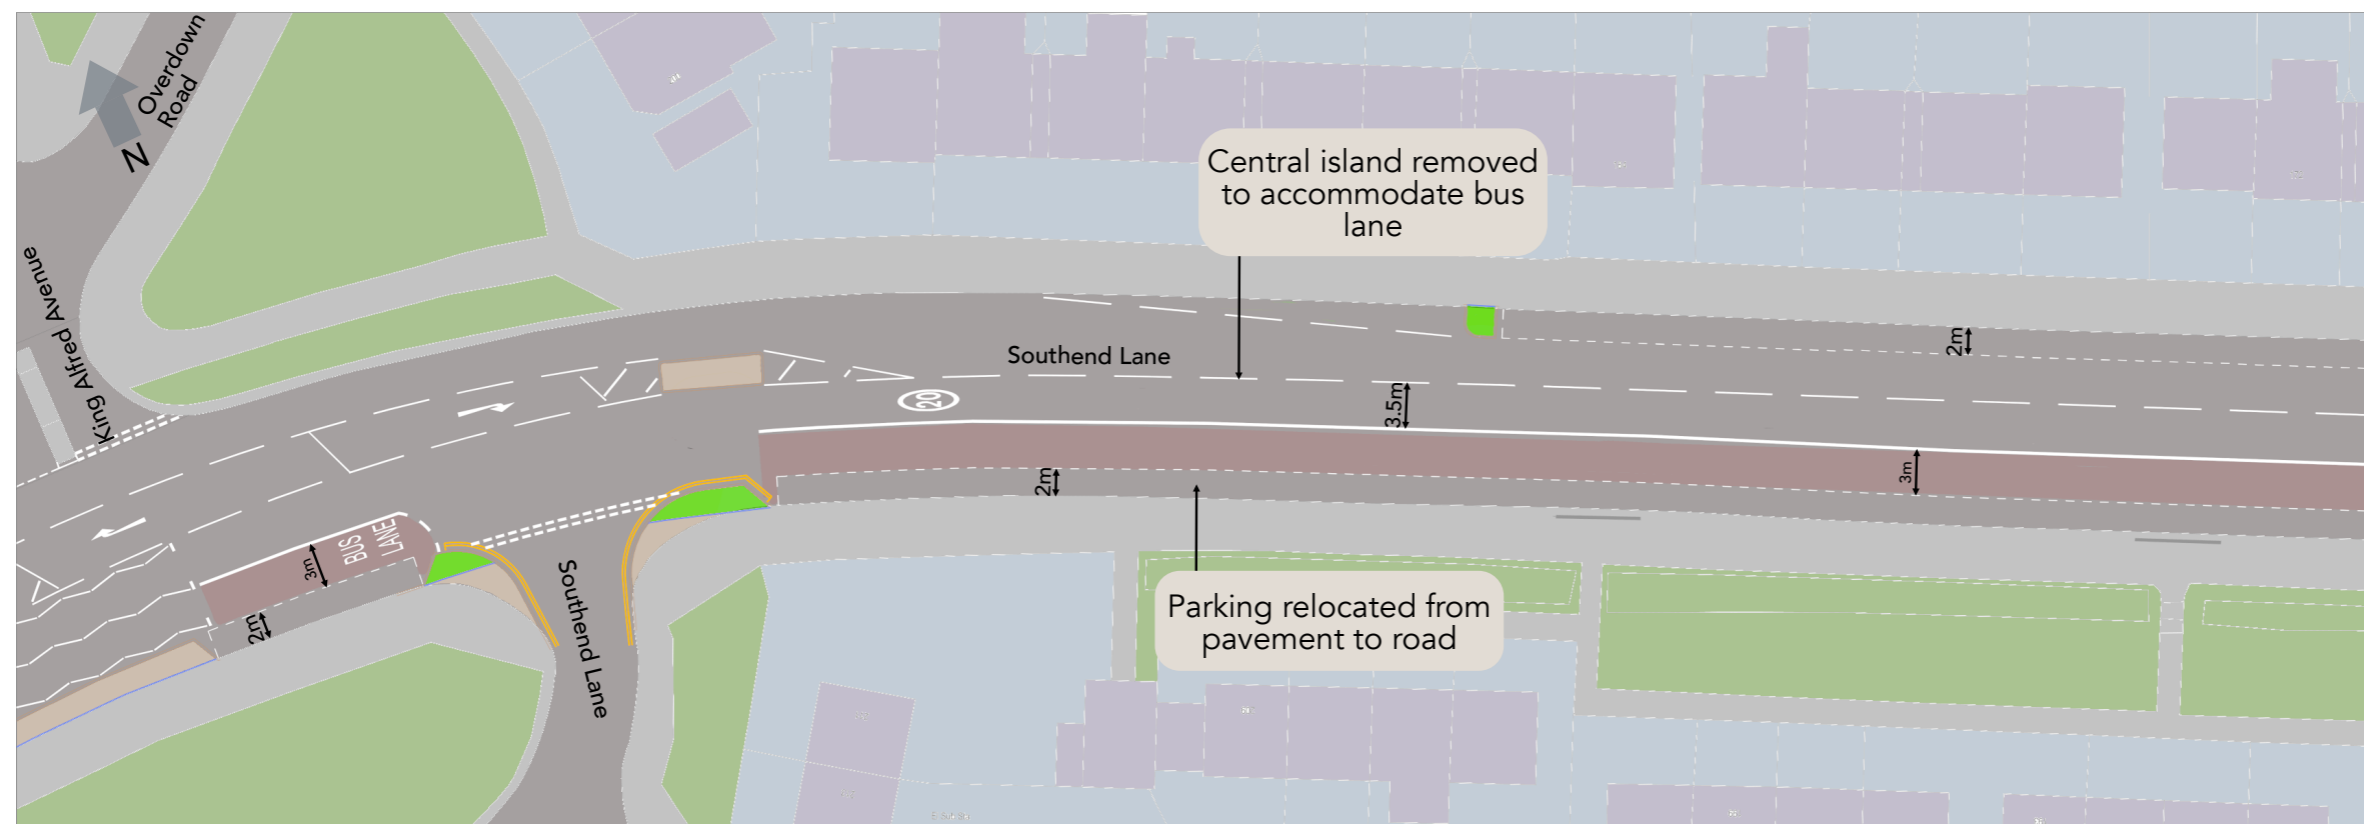 Overdown
Road
N
King Alfred Avenue
Central island removed
to accommodate bus
lane
Southend Lane
20
2m
3.5m
2m
3m
BUS
LANE
3m
2m
Southend Lane
Parking relocated from
pavement to road